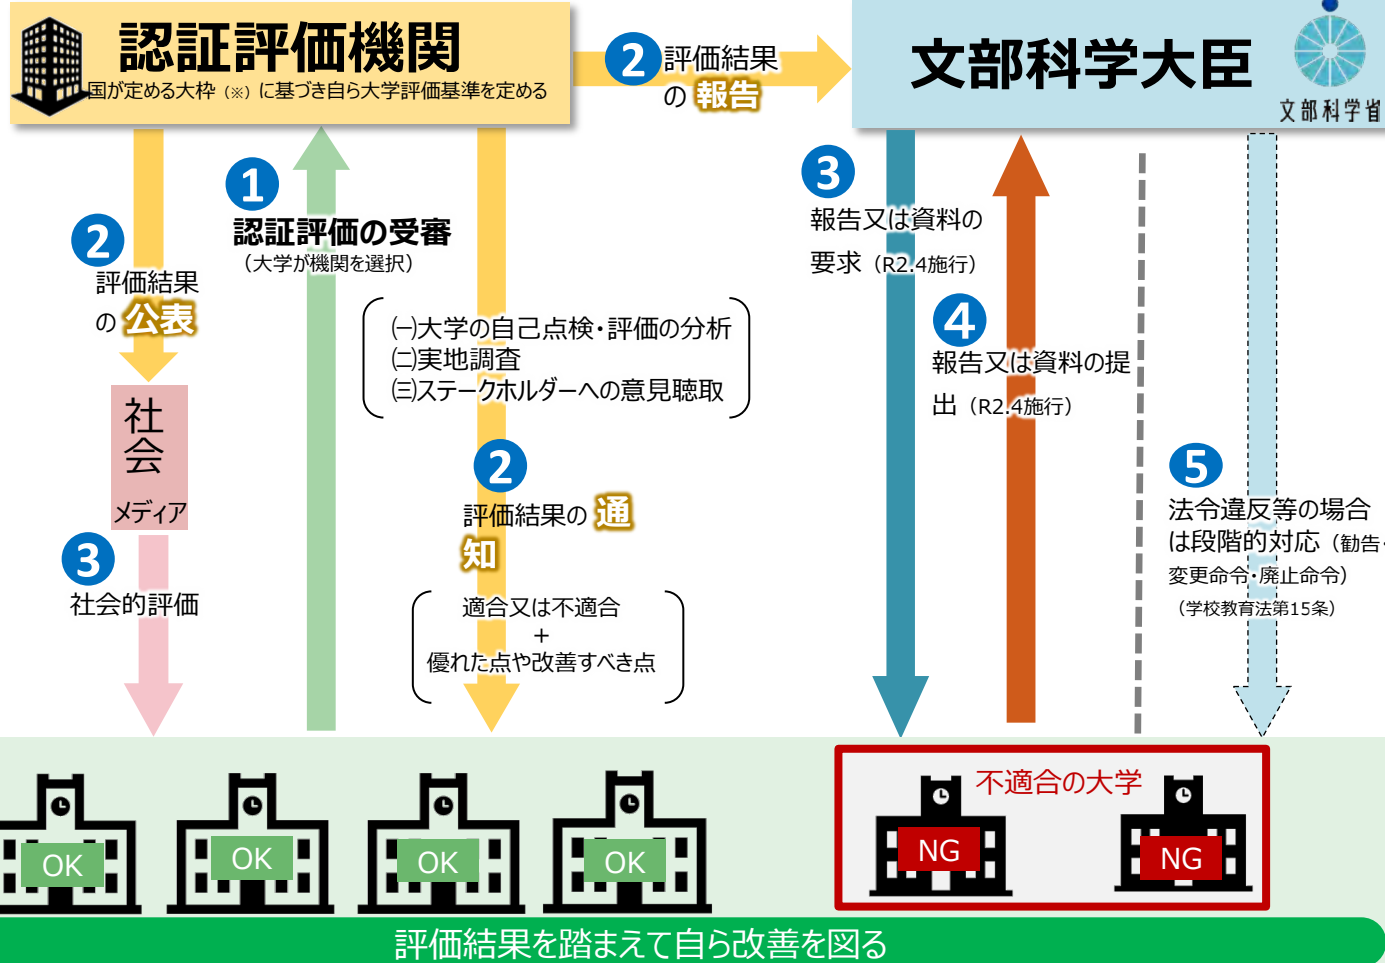 認証評価機関
国が定める大枠（※）に基づき自ら大学評価基準を定める
2
評価結果
の 報告
文部科学大臣
文部科学省
2
評価結果
の 公表
社会
メディア
3
社会的評価
1
認証評価の受審
（大学が機関を選択）
㈠大学の自己点検・評価の分析
㈡実地調査
㈢ステークホルダーへの意見聴取
2
評価結果の 通
知
適合又は不適合
+
優れた点や改善すべき点
3
報告又は資料の
要求（R2.4施行）
4
報告又は資料の提
出（R2.4施行）
5
法令違反等の場合
は段階的対応（勧告・
変更命令・廃止命令）
（学校教育法第15条）
OK
OK
OK
OK
不適合の大学
NG
NG
評価結果を踏まえて自ら改善を図る